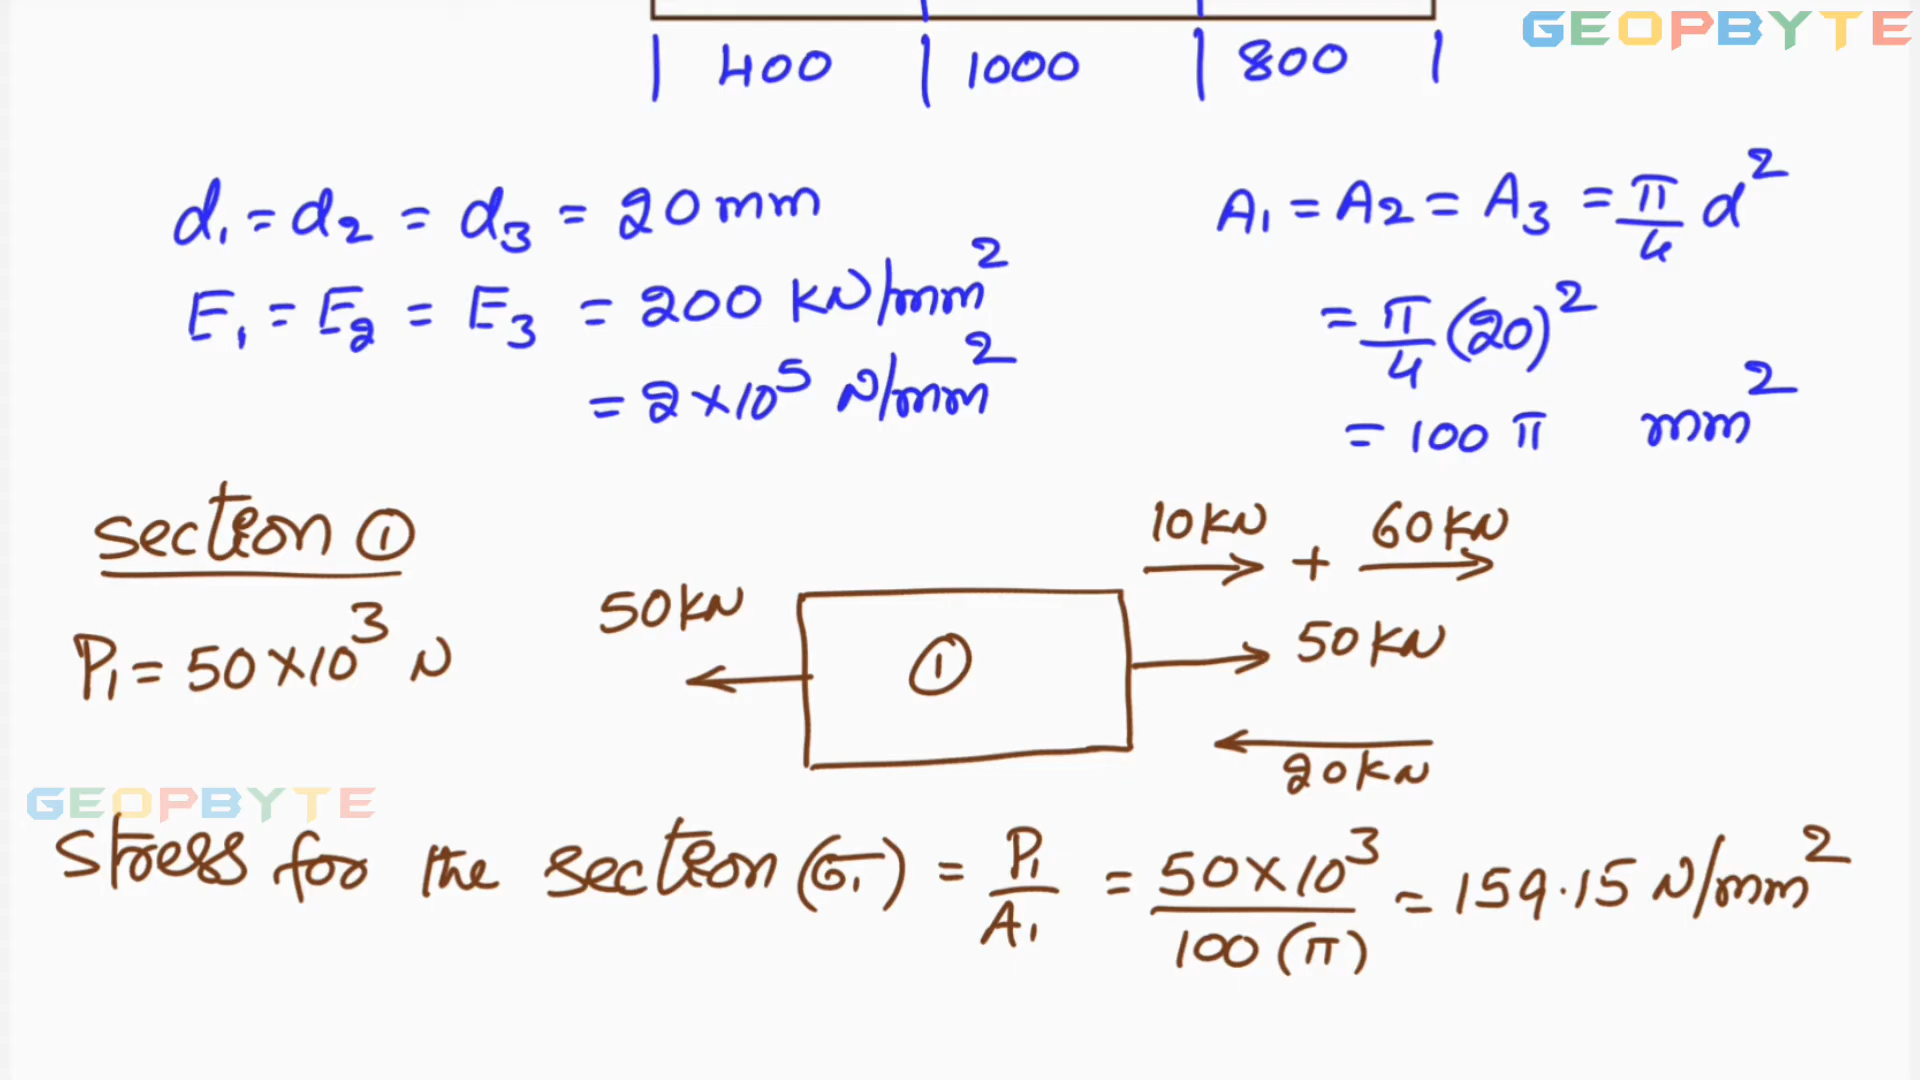 GEOPBYTE
| 400 | 1000 | 800 |
d₁ = d₂ = d₃ = 20 mm
E₁ = E₂ = E₃ = 200 kN/mm²
= 2 × 10⁵ N/mm²
A₁ = A₂ = A₃ = π/4 d²
= π/4 (20)²
= 100 π mm²
section ①
P₁ = 50 × 10³ N
50 kN
①
10 kN + 60 kN
50 kN
20 kN
GEOPBYTE
Stress for the section (σ₁) = P₁/A₁ = 50 × 10³/100 (π) = 159.15 N/mm²